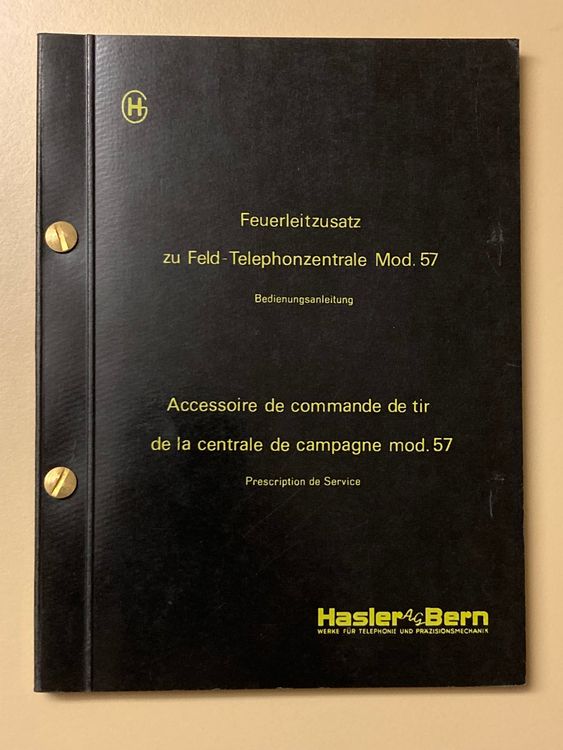 H
Feuerleitzusatz
zu Feld-Telephonzentrale Mod. 57
Bedienungsanleitung
Accessoire de commande de tir
de la centrale de campagne mod. 57
Prescription de Service
Hasler AG Bern
WERKE FÜR TELEPHONIE UND PRÄZISIONSMECHANIK